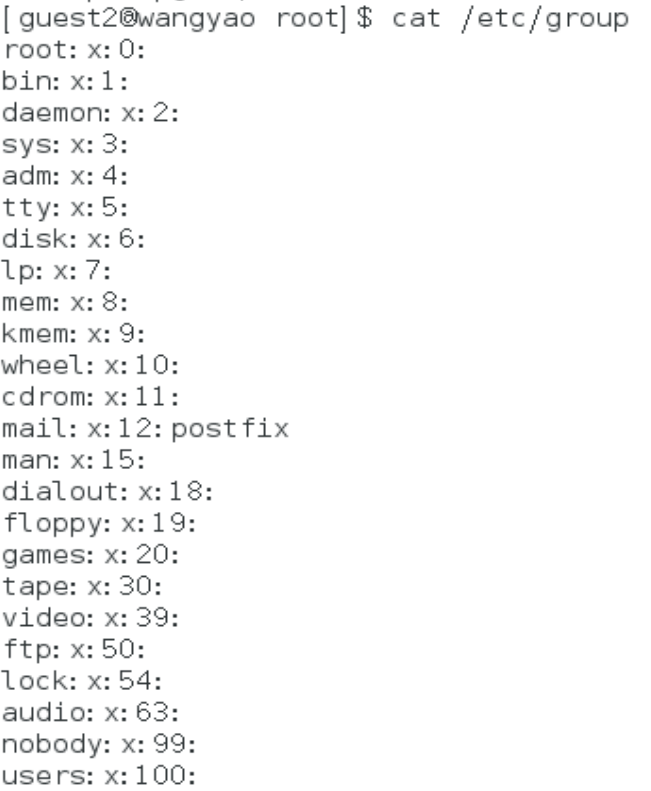 [guest2@wangyao root]$ cat /etc/group
root:x:0:
bin:x:1:
daemon:x:2:
sys:x:3:
adm:x:4:
tty:x:5:
disk:x:6:
lp:x:7:
mem:x:8:
kmem:x:9:
wheel:x:10:
cdrom:x:11:
mail:x:12:postfix
man:x:15:
dialout:x:18:
floppy:x:19:
games:x:20:
tape:x:30:
video:x:39:
ftp:x:50:
lock:x:54:
audio:x:63:
nobody:x:99:
users:x:100: